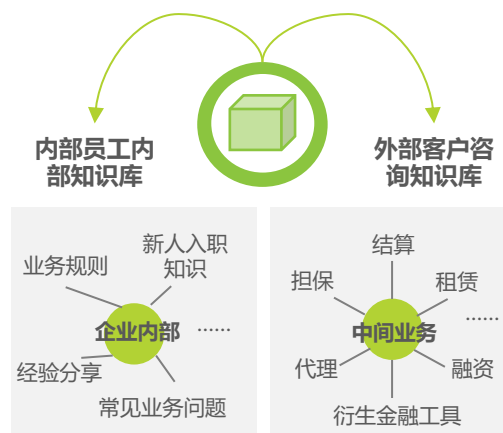 内部员工内
部知识库
外部客户咨
询知识库
新人入职
知识
业务规则
企业内部
......
经验分享
常见业务问题
结算
担保
租赁
中间业务
......
代理
融资
衍生金融工具